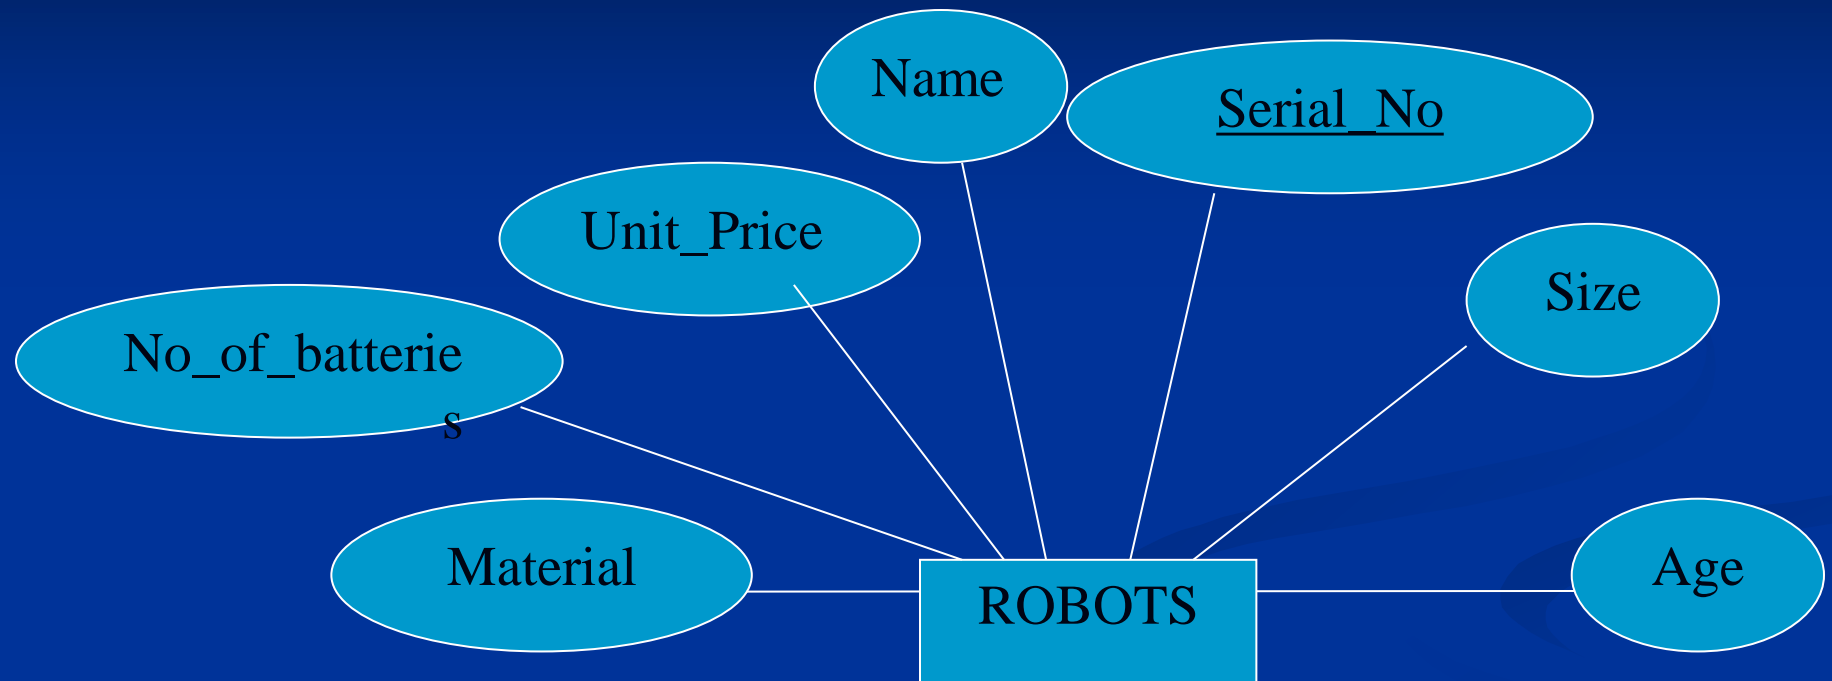 Name
Serial_No
Unit_Price
Size
No_of_batterie
s
Material
ROBOTS
Age